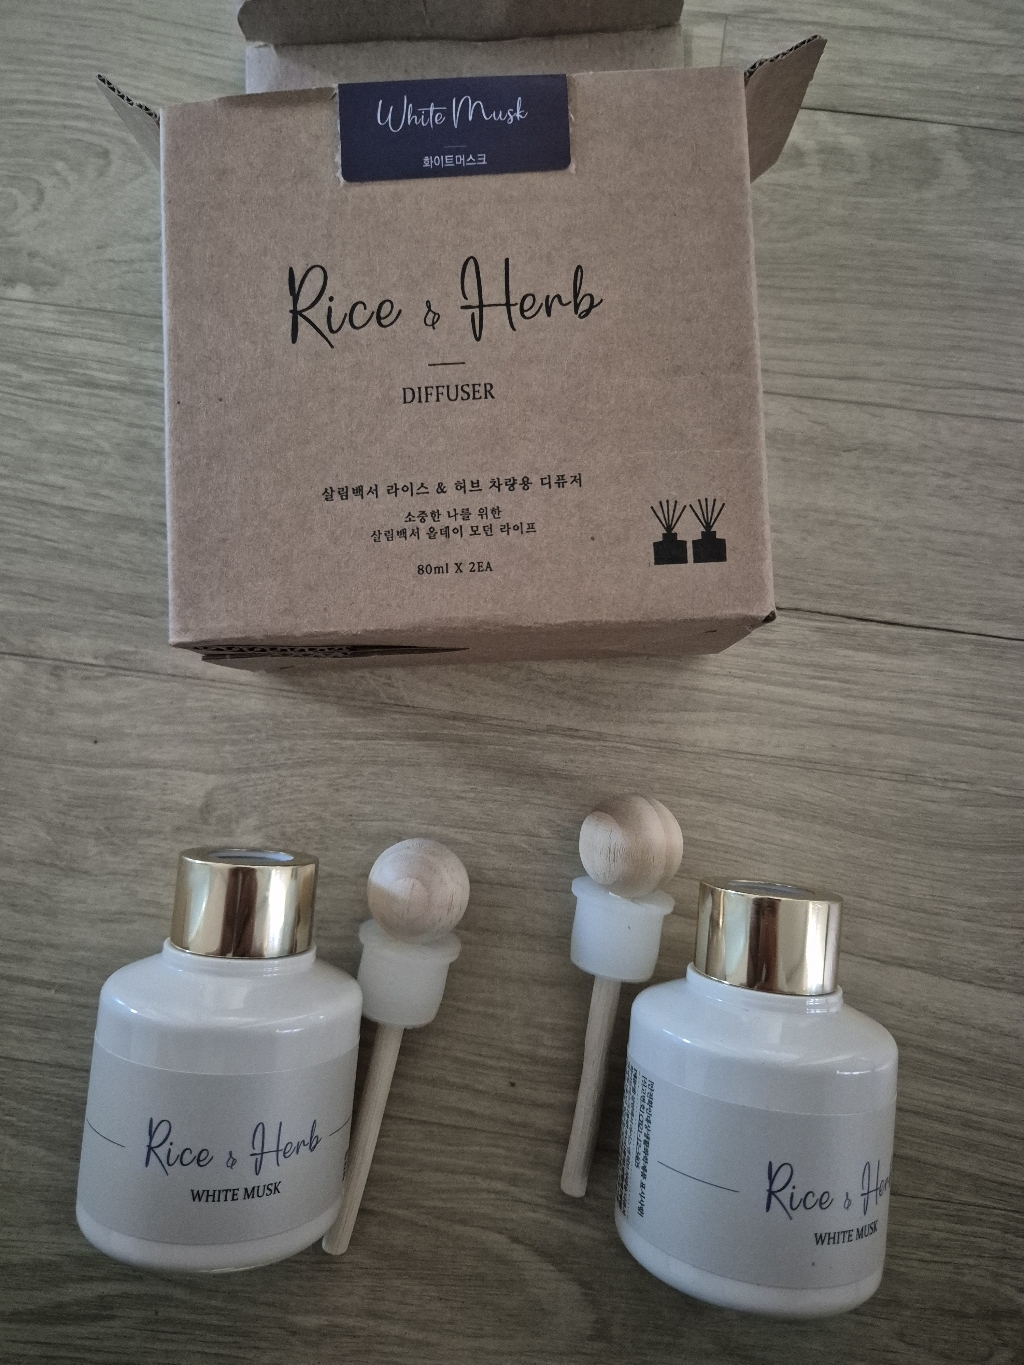 White Musk
화이트머스크
Rice & Herb
DIFFUSER
살림백서 라이스 & 허브 차량용 디퓨저
소중한 나를 위한
살림백서 올데이 모던 라이프
80ml X 2EA
Rice & Herb
WHITE MUSK
Rice & Her
WHITE MUSK